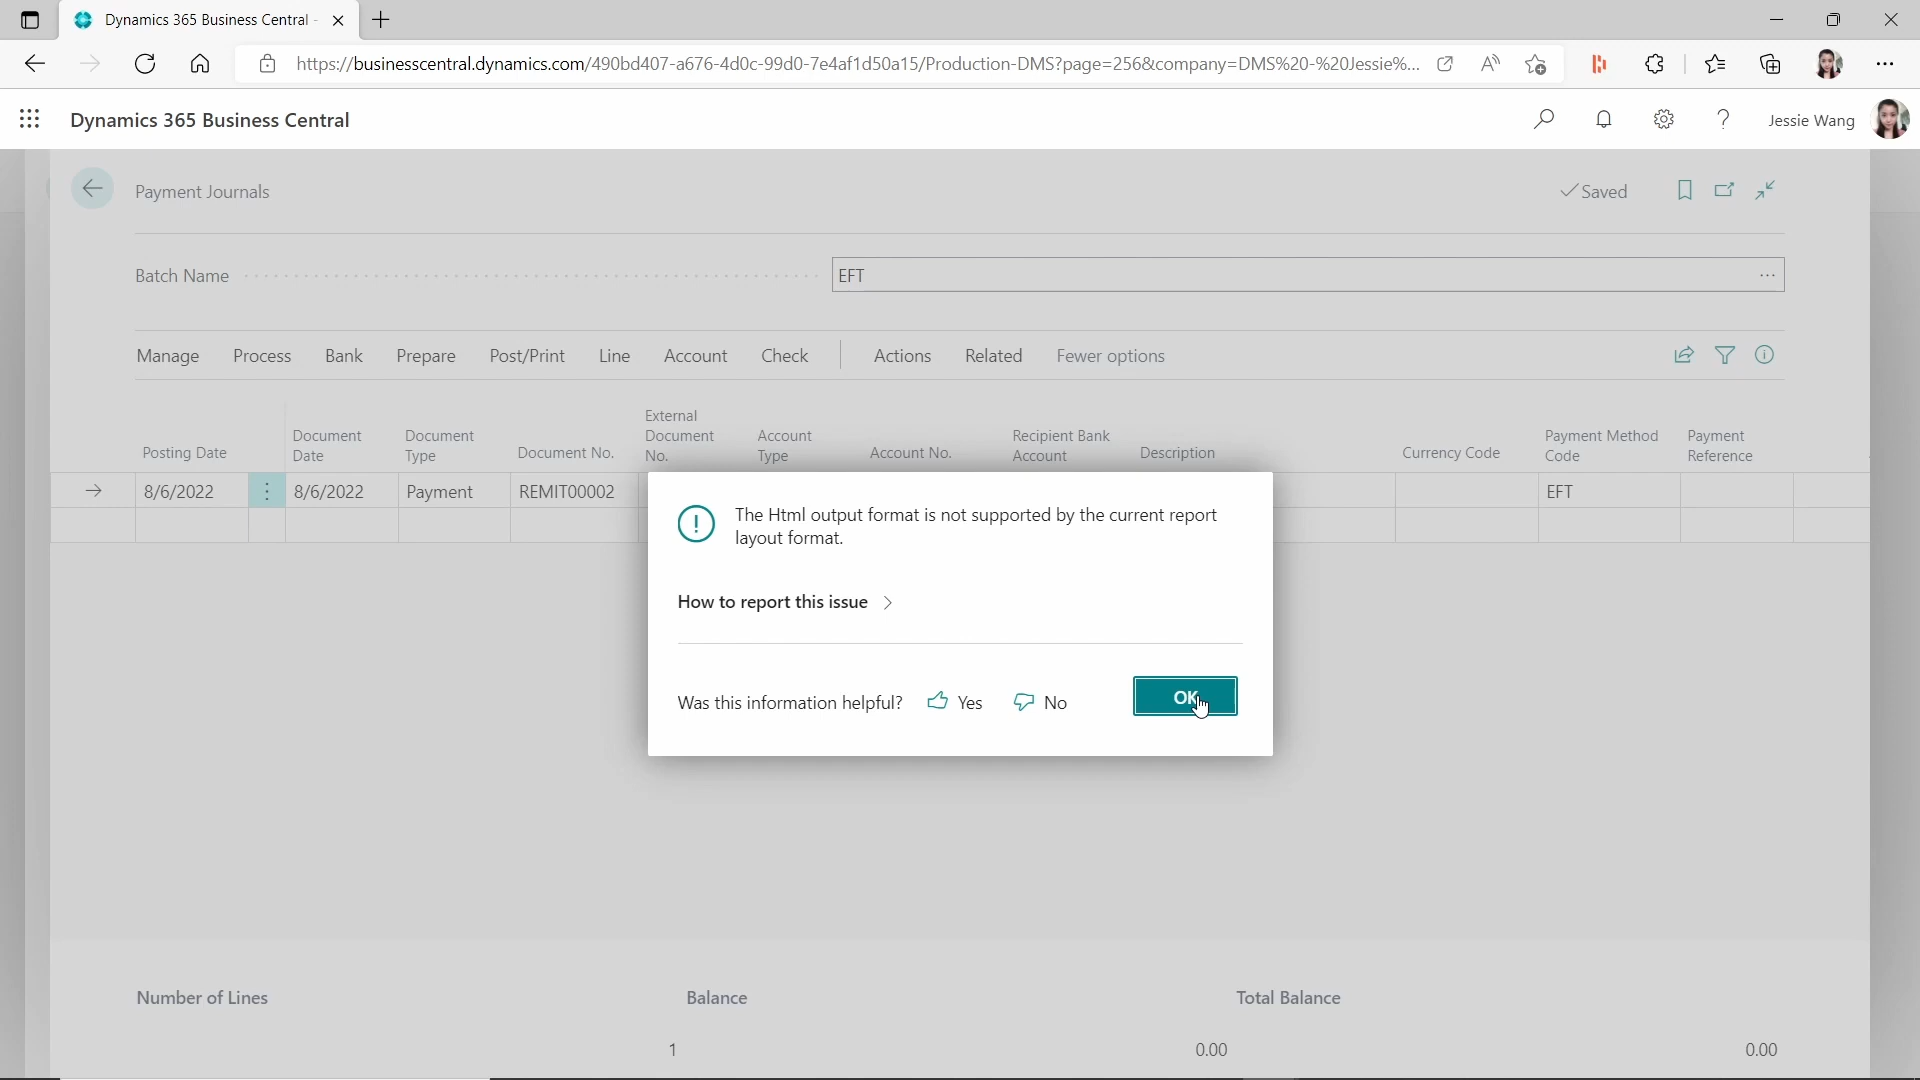 Dynamics 365 Business Central -
https://businesscentral.dynamics.com/490bd407-a676-4d0c-99d0-7e4af1d50a15/Production-DMS?page=256&company=DMS%20-%20Jessie%...
Dynamics 365 Business Central
Jessie Wang
Payment Journals
Saved
Batch Name
EFT
Manage Process Bank Prepare Post/Print Line Account Check Actions Related Fewer options
Posting Date
Document Date
Document Type
Document No.
External Document No.
Account Type
Account No.
Recipient Bank Account
Description
Currency Code
Payment Method Code
Payment Reference
8/6/2022 8/6/2022 Payment REMIT00002 EFT
The Html output format is not supported by the current report
layout format.
How to report this issue
Was this information helpful? Yes No OK
Number of Lines Balance Total Balance
1 0.00 0.00